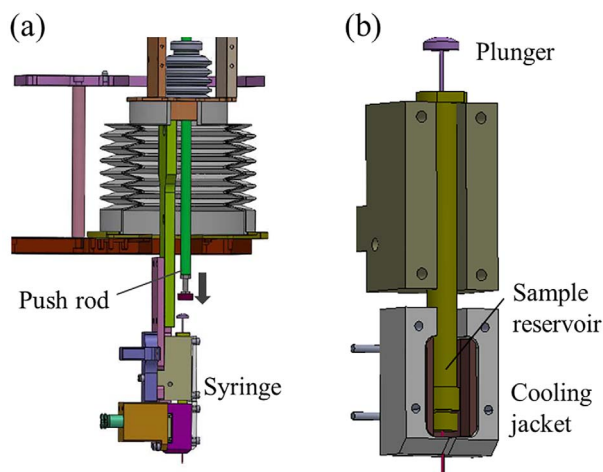 (a)
Push rod
Syringe
(b)
Plunger
Sample
reservoir
Cooling
jacket